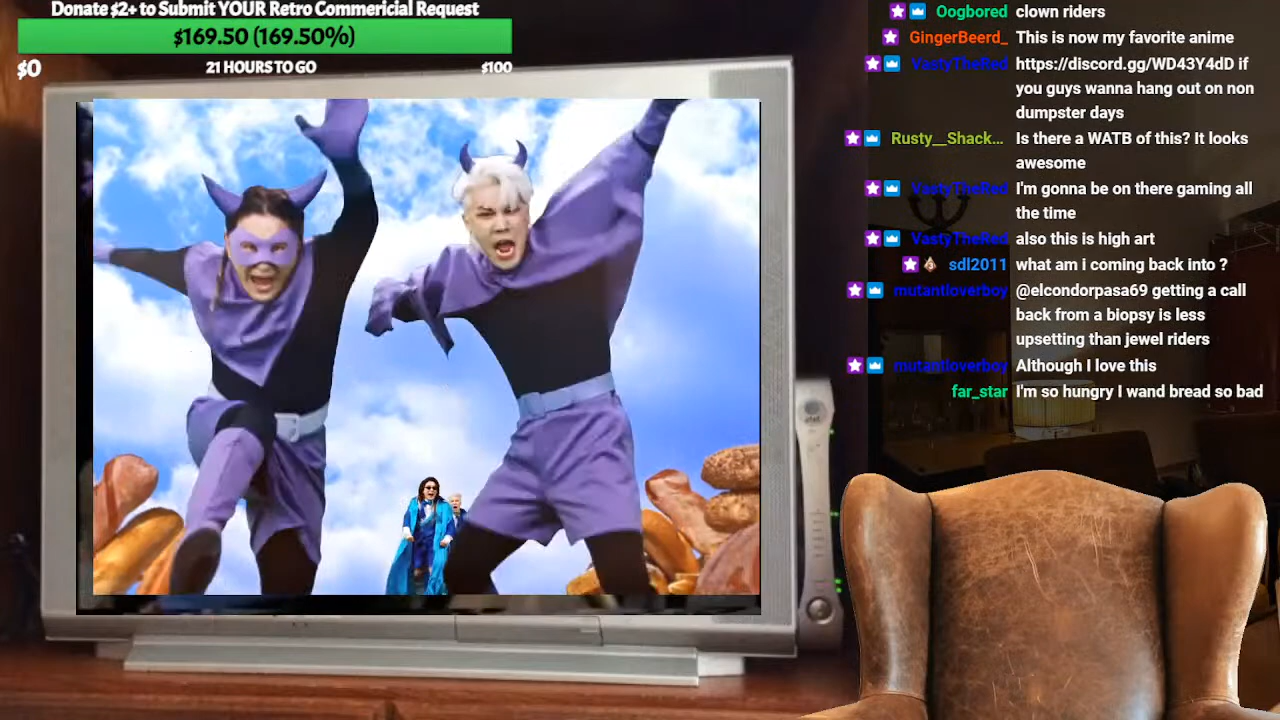 Donate $2+ to Submit YOUR Retro Commericial Request
$169.50 (169.50%)
$0
21 HOURS TO GO
$100
Oogbored clown riders
GingerBeerd_ This is now my favorite anime
VastyTheRed https://discord.gg/WD43Y4dD if
you guys wanna hang out on non
dumpster days
Rusty__Shack... Is there a WATB of this? It looks
awesome
VastyTheRed I'm gonna be on there gaming all
the time
VastyTheRed also this is high art
sdl2011 what am i coming back into ?
mutantloverboy @elcondorpasa69 getting a call
back from a biopsy is less
upsetting than jewel riders
mutantloverboy Although I love this
far_star I'm so hungry I wand bread so bad